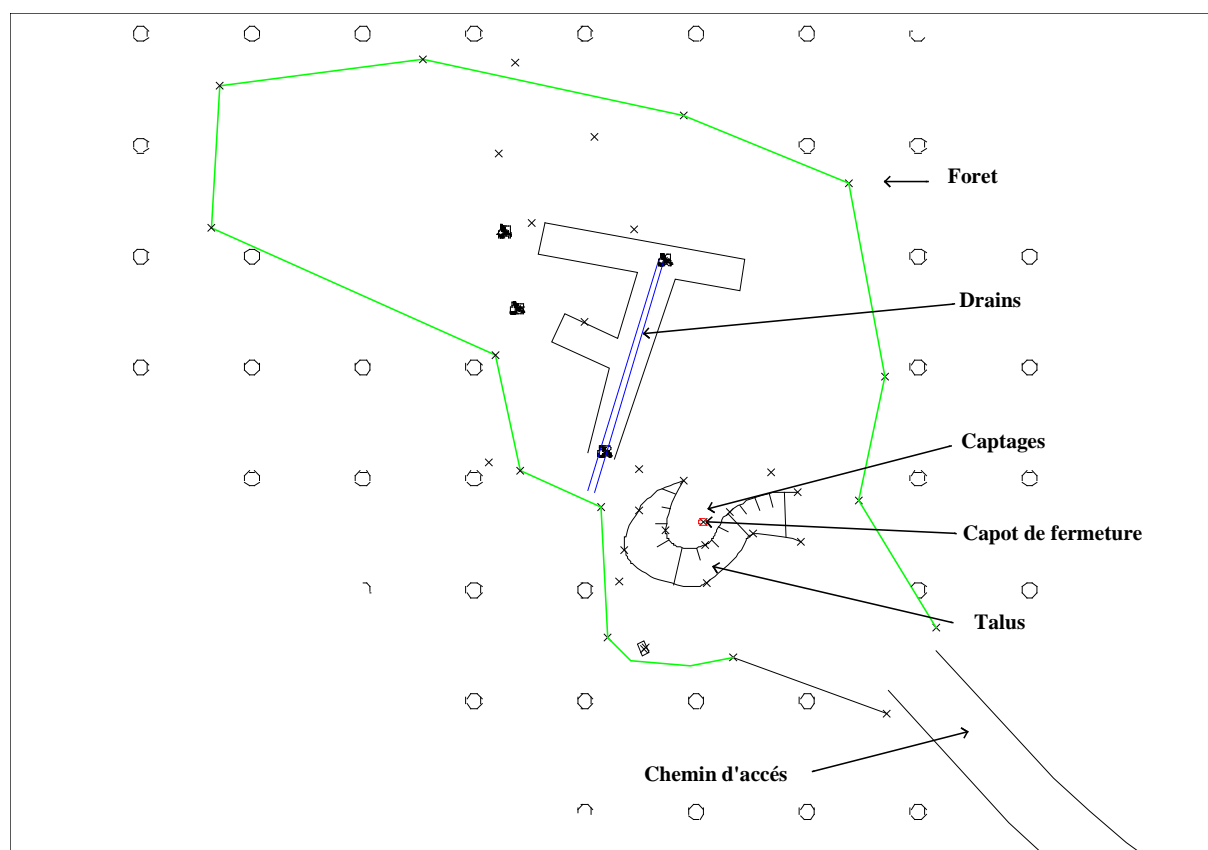 Foret
Drains
Captages
Capot de fermeture
Talus
Chemin d'accés